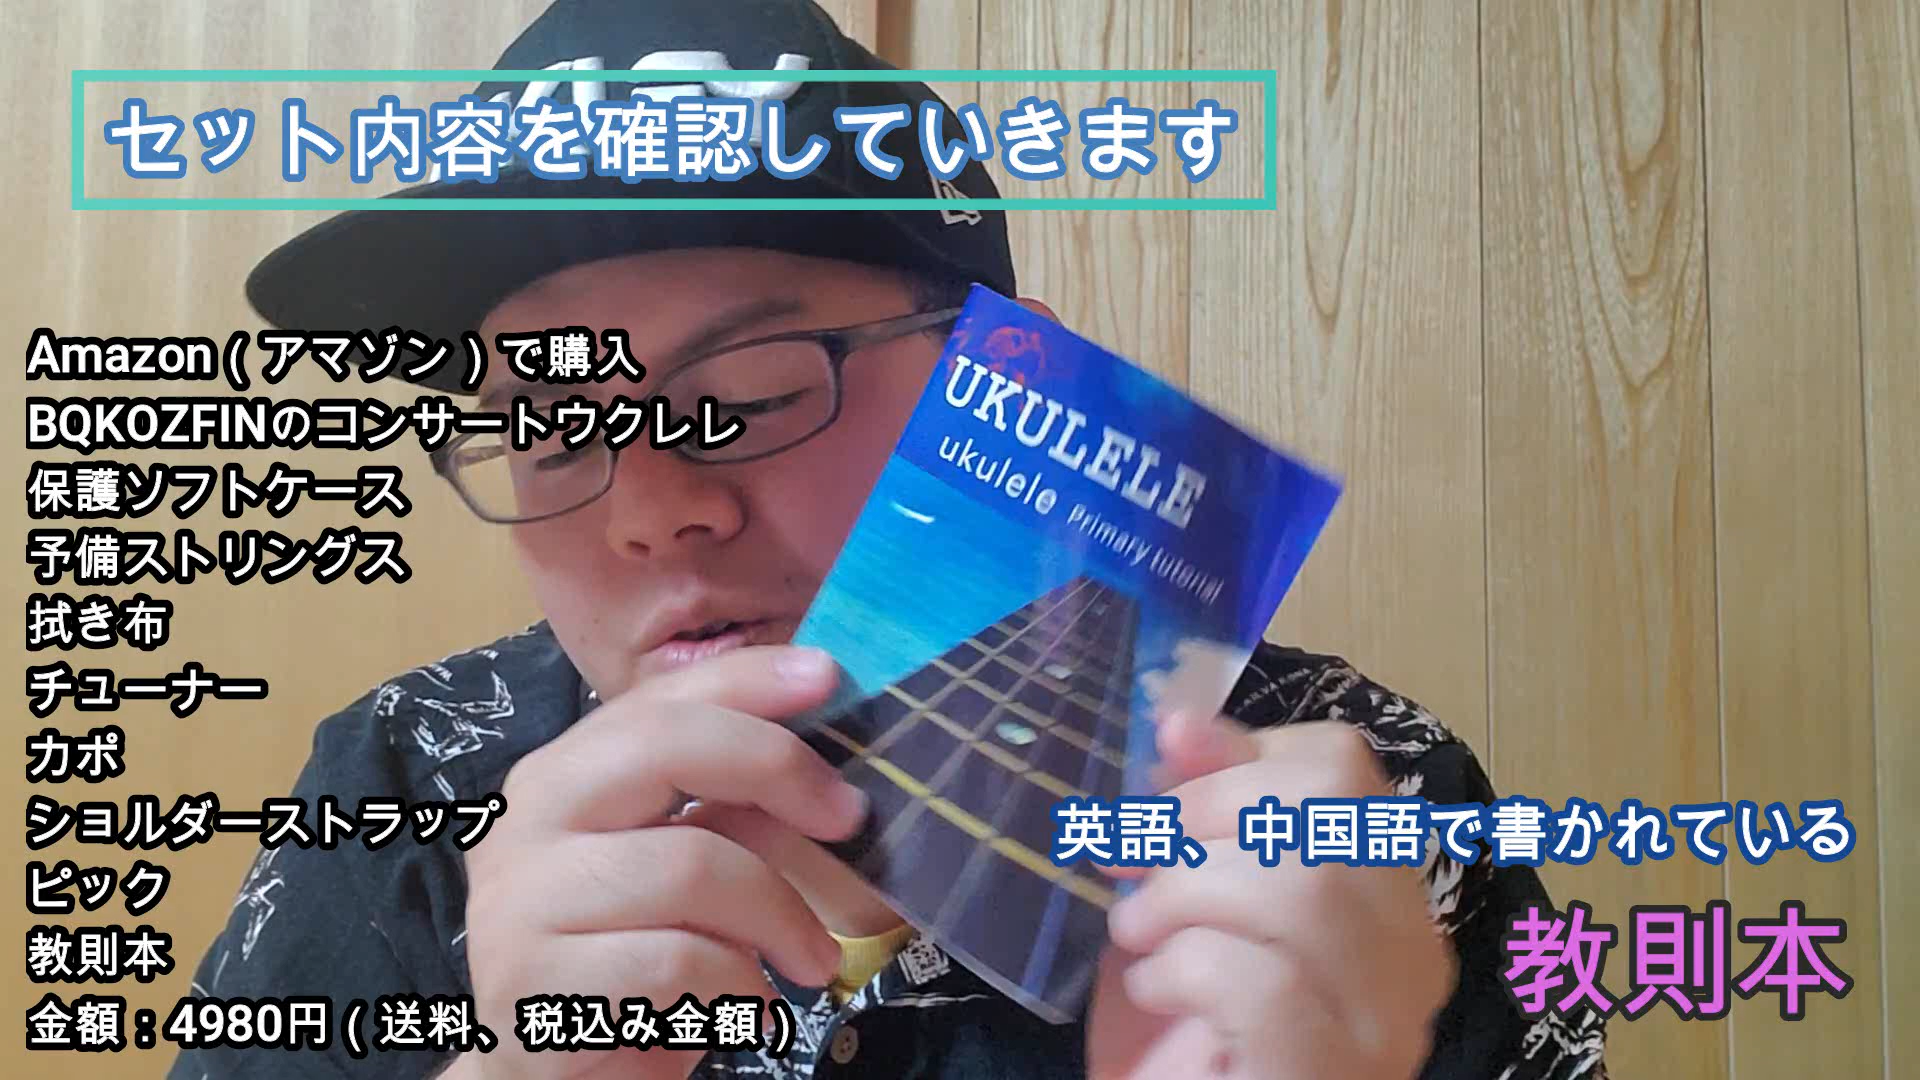 セット内容を確認していきます
Amazon（アマゾン）で購入
BQKOZFINのコンサートウクレレ
保護ソフトケース
予備ストリングス
拭き布
チューナー
カポ
ショルダーストラップ
ピック
教則本
金額：4980円（送料、税込み金額）
UKULELE
ukulele Primary tutorial
英語、中国語で書かれている
教則本